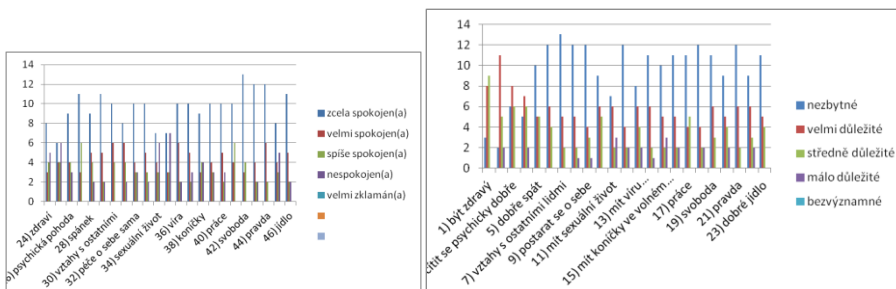 14
12
10
8
6
4
2
0
24) zdraví
psychická pohoda
28) spánek
30) vztahy s ostatními
32) péče o sebe sama
34) sexuální život
36) víra
38) koníčky
40) práce
42) svoboda
44) pravda
46) jídlo
zcela spokojen(a)
velmi spokojen(a)
spíše spokojen(a)
nespokojen(a)
velmi zklamán(a)
14
12
10
8
6
4
2
0
1) být zdravý
cítit se psychicky dobře
5) dobře spát
7) vztahy s ostatními lidmi
9) postarat se o sebe
11) mít sexuální život
13) mít víru...
15) mít koníčky ve volném...
17) práce
19) svoboda
21) pravda
23) dobré jídlo
nezbytné
velmi důležité
středně důležité
málo důležité
bezvýznamné